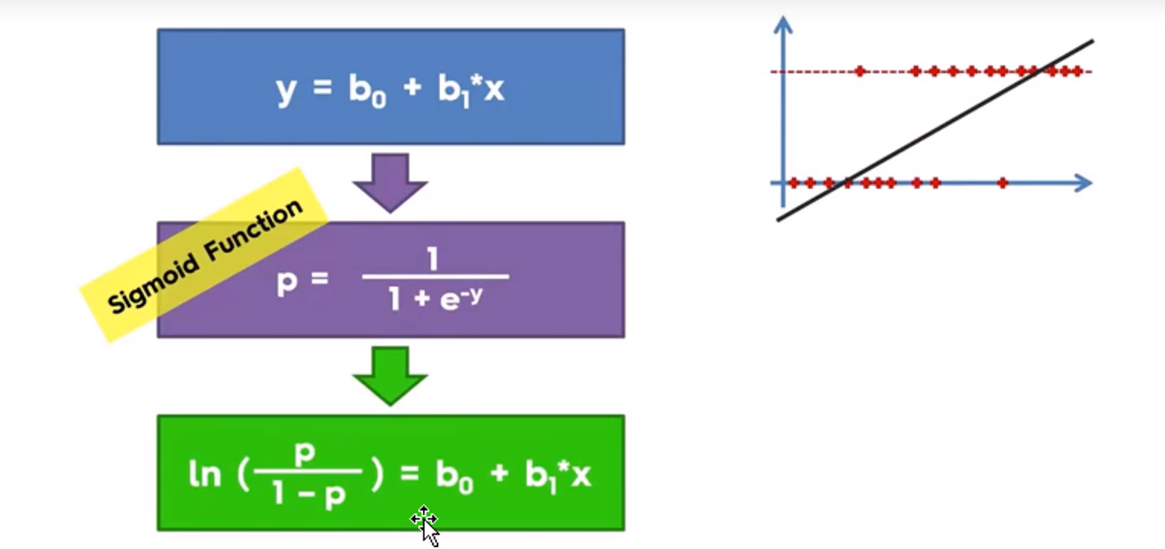 y = b₀ + b₁*x
Sigmoid Function
p = 1 / (1 + e⁻ʸ)
ln ( p / (1 - p) ) = b₀ + b₁*x